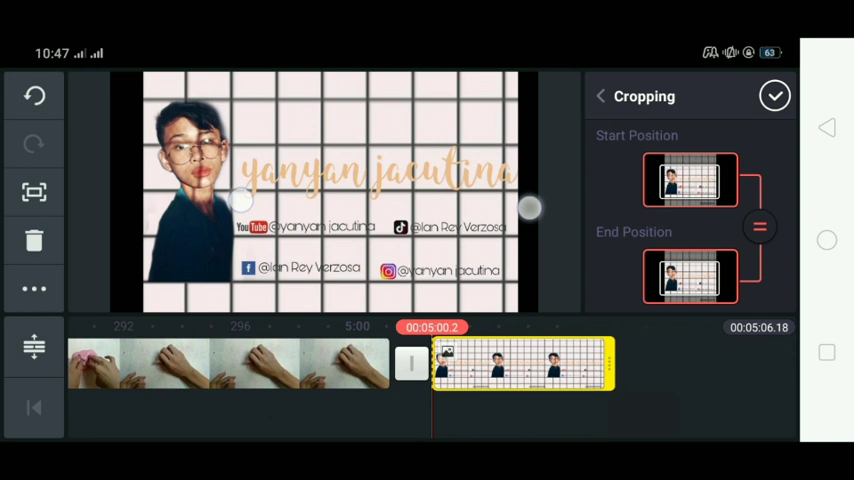 10:47
63
Cropping
Start Position
End Position
yanyan jacutina
YouTube @yanyan jacutina
@Ian Rey Verzosa
@Ian Rey Verzosa
@yanyan jacutina
292
296
5:00
00:05:00.2
00:05:06.18